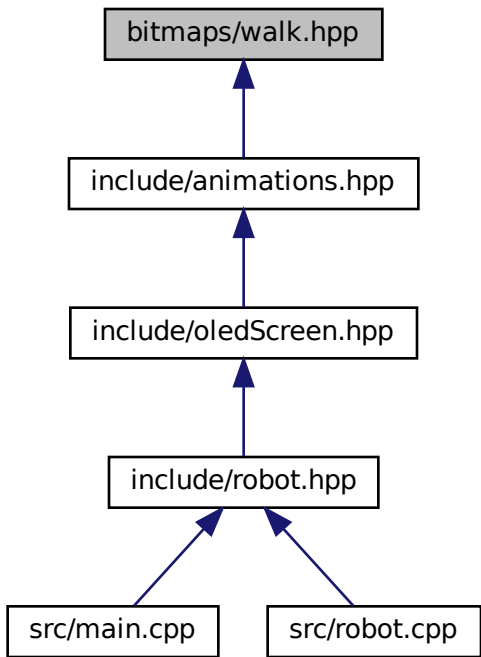 bitmaps/walk.hpp
include/animations.hpp
include/oledScreen.hpp
include/robot.hpp
src/main.cpp
src/robot.cpp